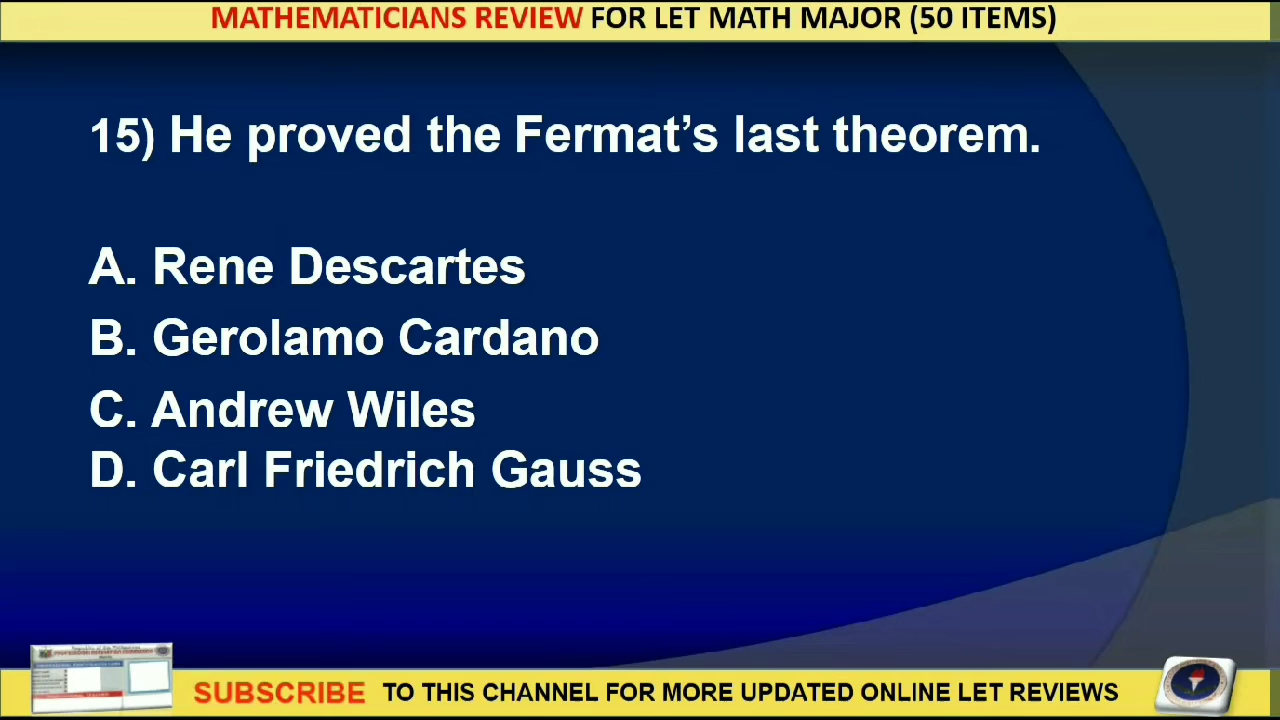 MATHEMATICIANS REVIEW FOR LET MATH MAJOR (50 ITEMS)
15) He proved the Fermat’s last theorem.
A. Rene Descartes
B. Gerolamo Cardano
C. Andrew Wiles
D. Carl Friedrich Gauss
SUBSCRIBE TO THIS CHANNEL FOR MORE UPDATED ONLINE LET REVIEWS